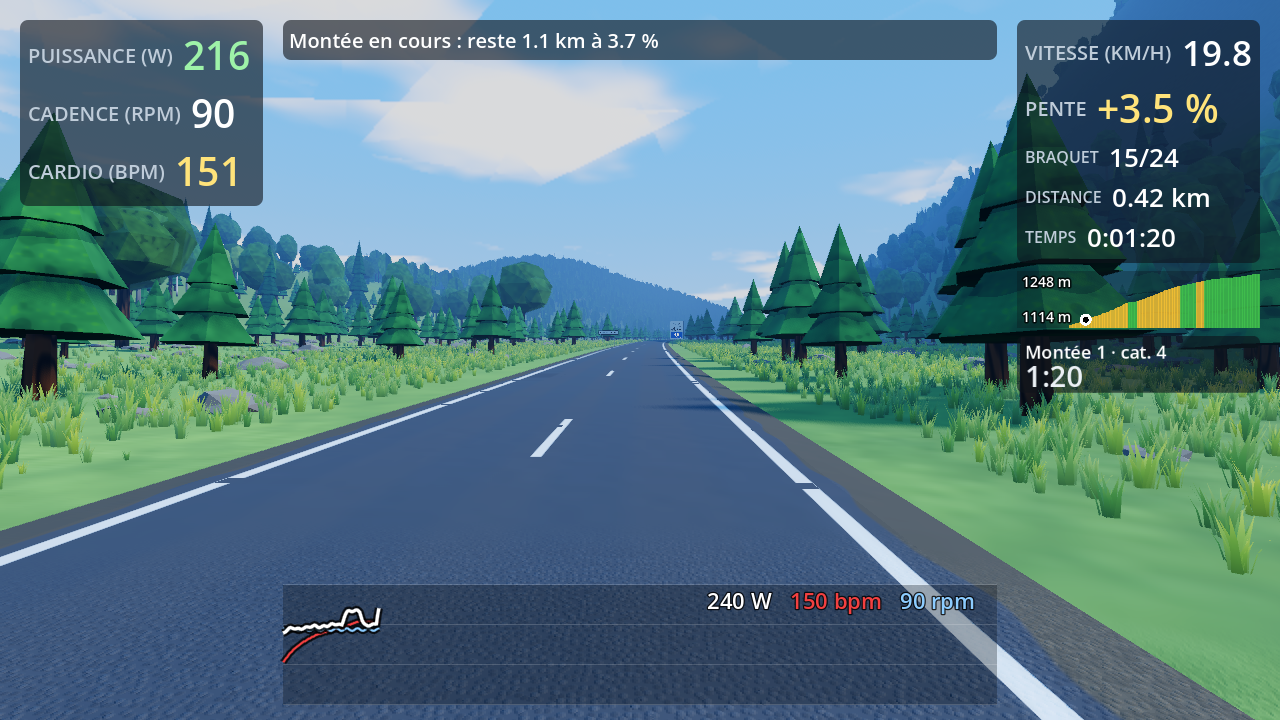 PUISSANCE (W) 216
CADENCE (RPM) 90
CARDIO (BPM) 151
Montée en cours : reste 1.1 km à 3.7 %
VITESSE (KM/H) 19.8
PENTE +3.5 %
BRAQUET 15/24
DISTANCE 0.42 km
TEMPS 0:01:20
1248 m
1114 m
Montée 1 · cat. 4
1:20
240 W 150 bpm 90 rpm